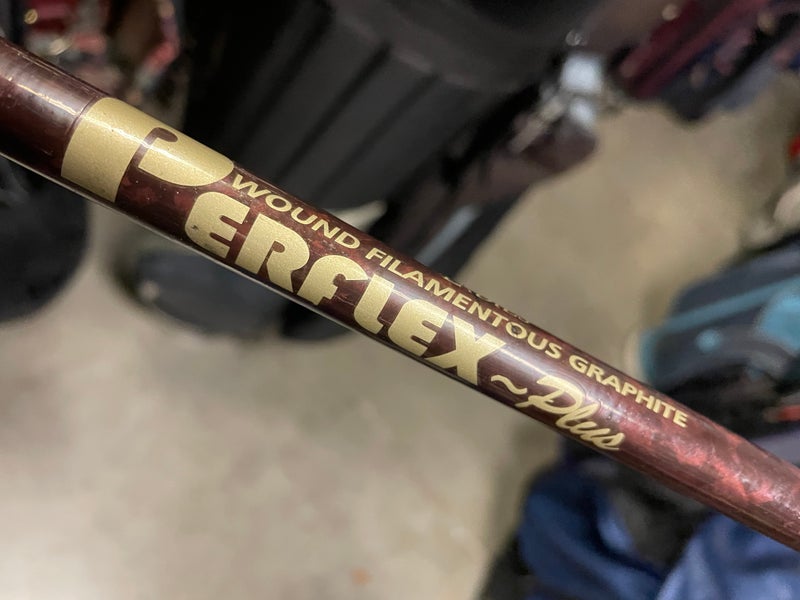 WOUND FILAMENTOUS GRAPHITE
PERFLEX ~Plus